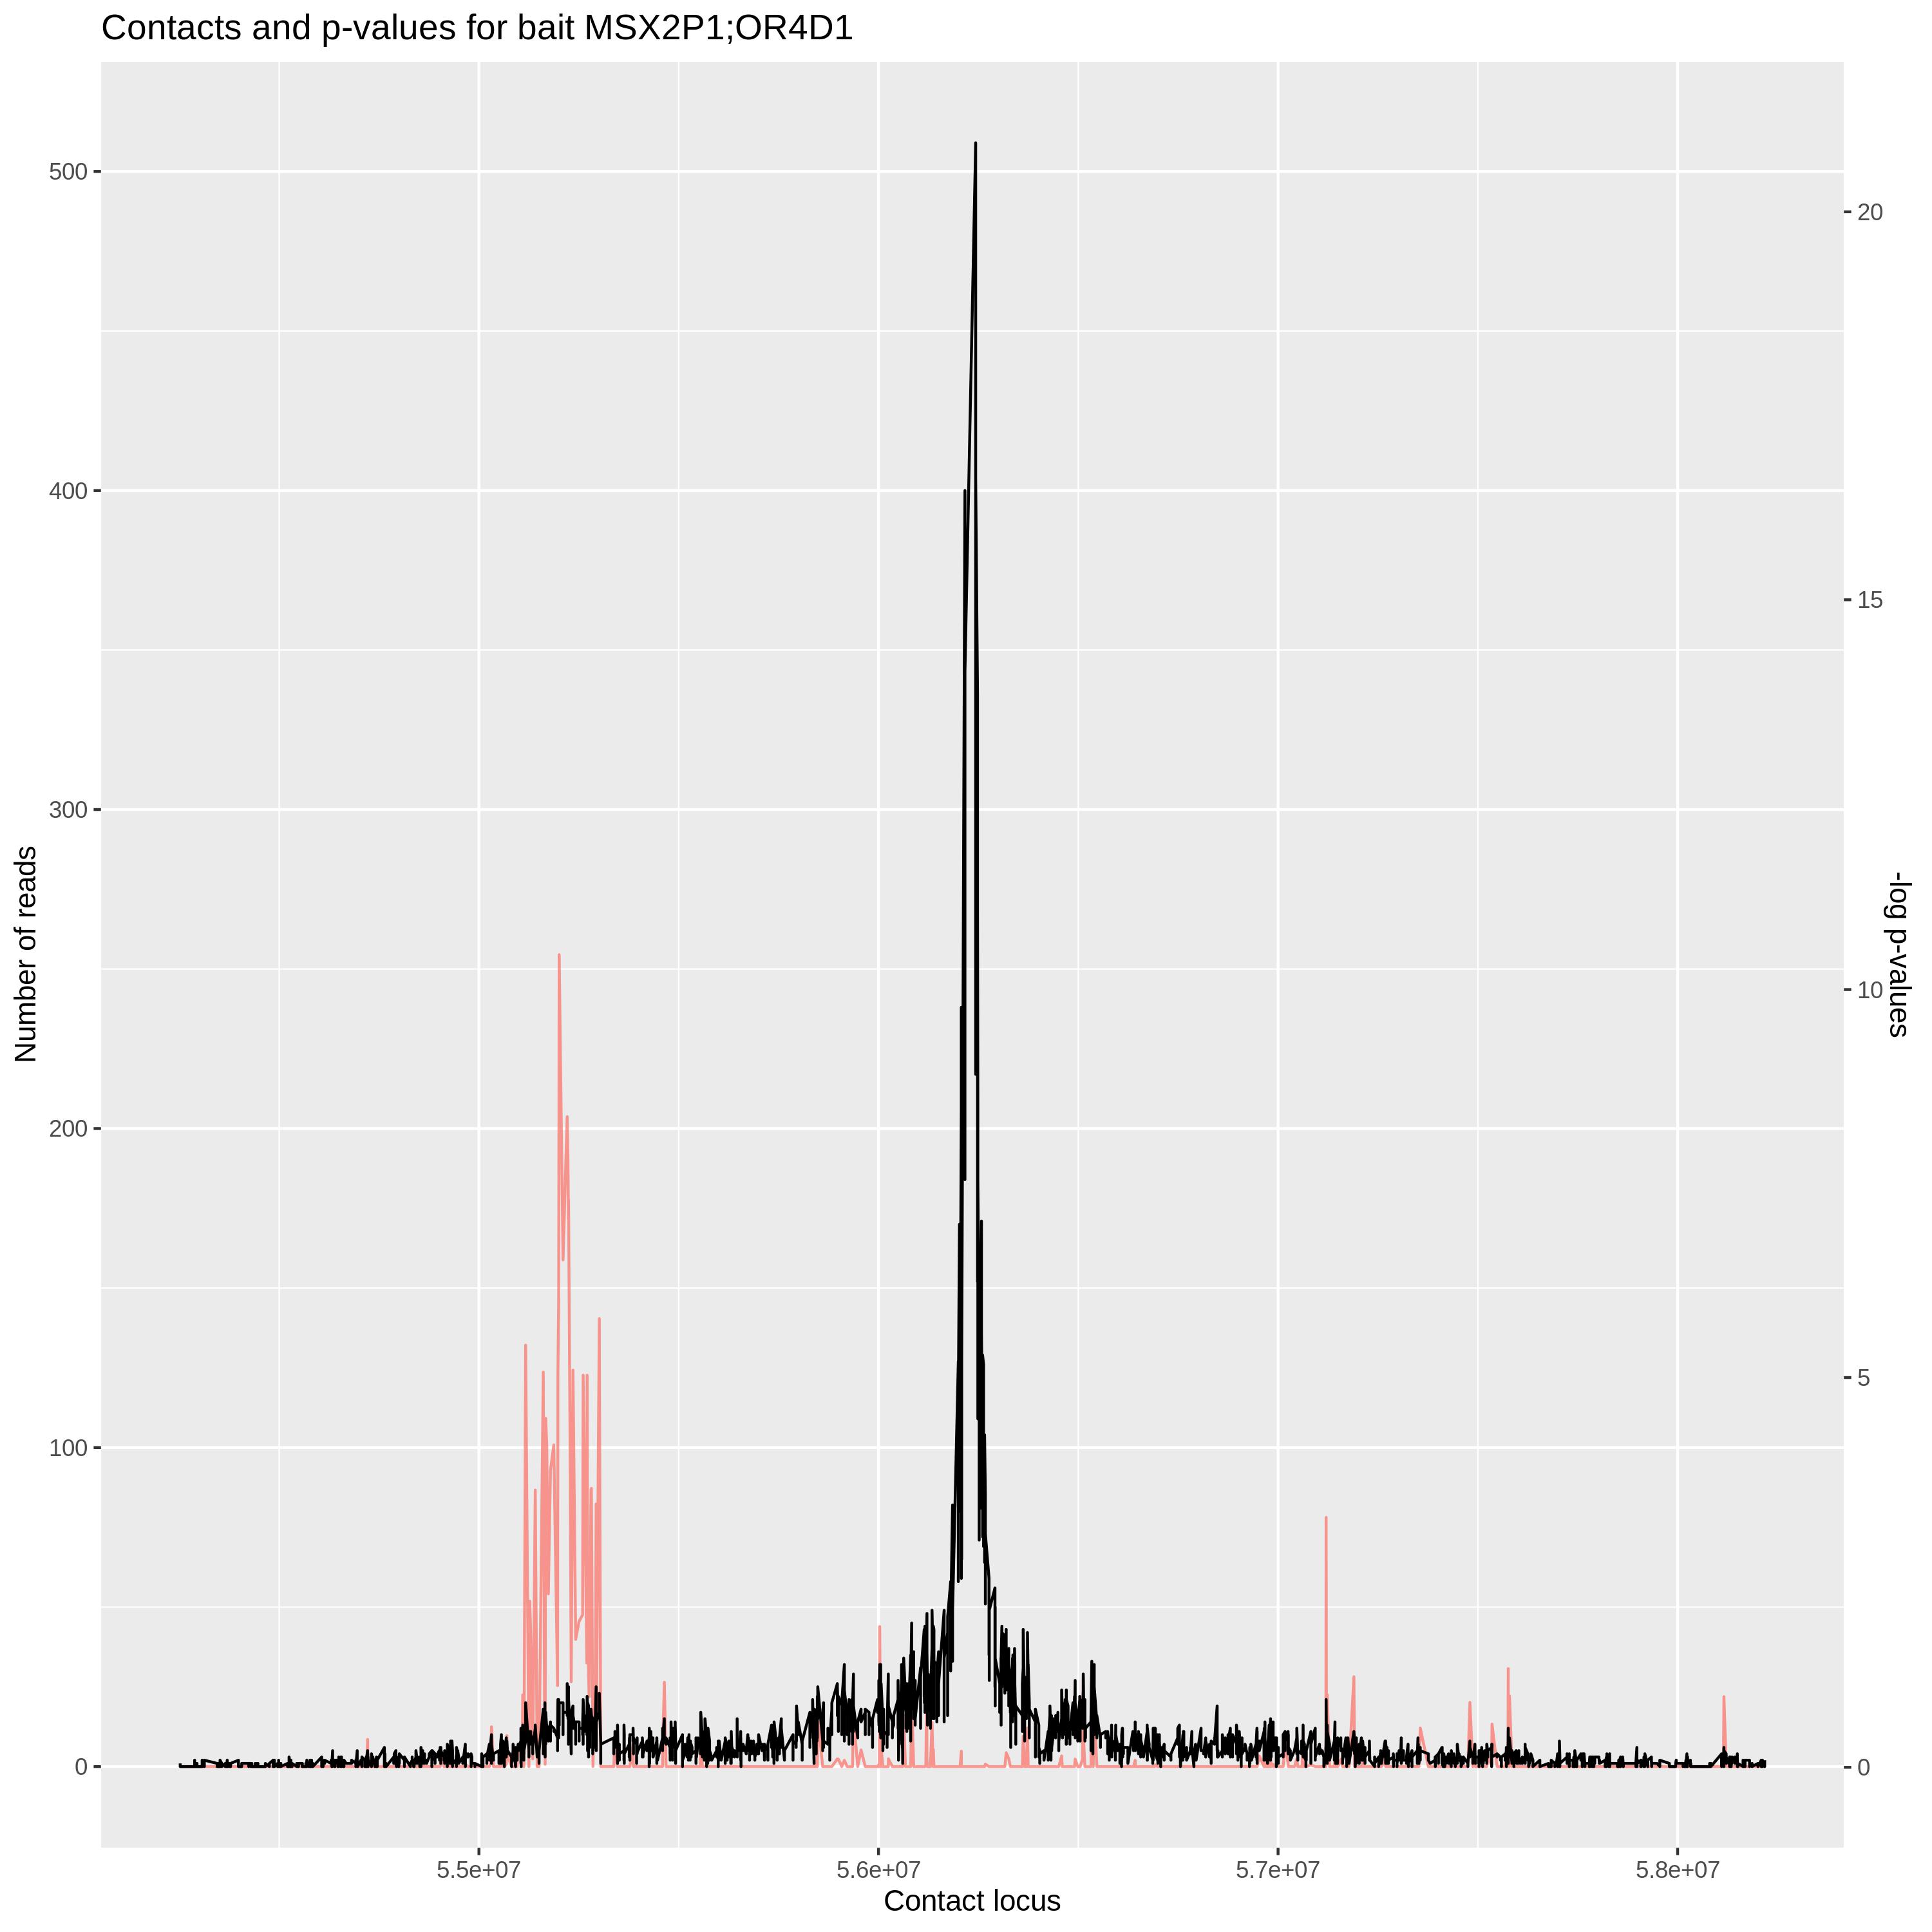 Contacts and p-values for bait MSX2P1;OR4D1
500
400
300
200
100
0
Number of reads
20
15
10
5
0
-log p-values
5.5e+07
5.6e+07
5.7e+07
5.8e+07
Contact locus